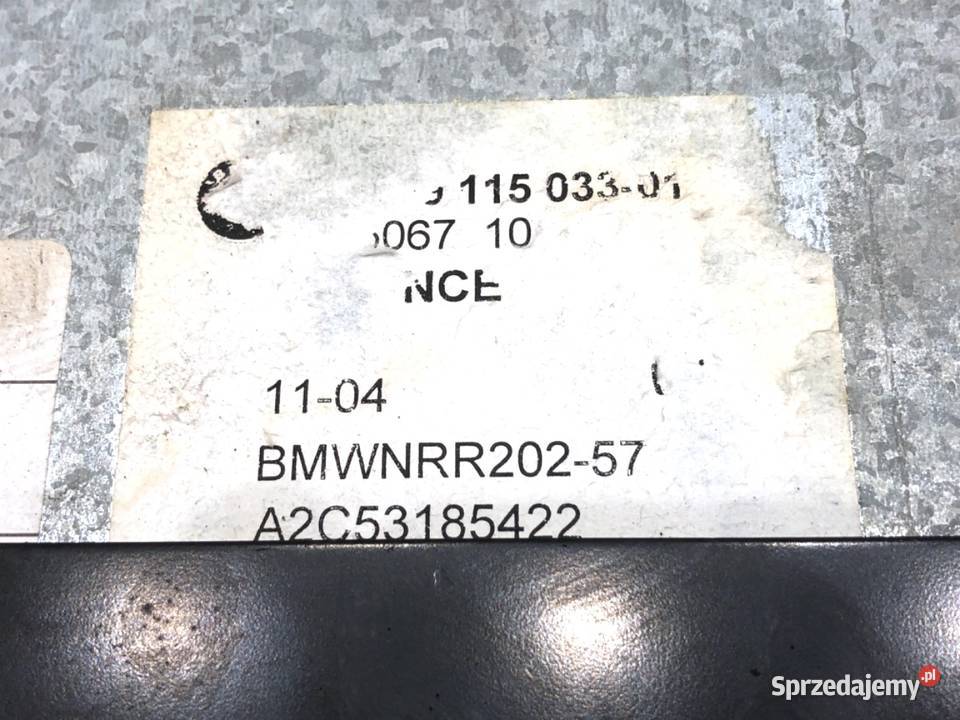 115 033-01
067 10
NCE
11-04
BMWNRR202-57
A2C53185422
Sprzedajemy.pl